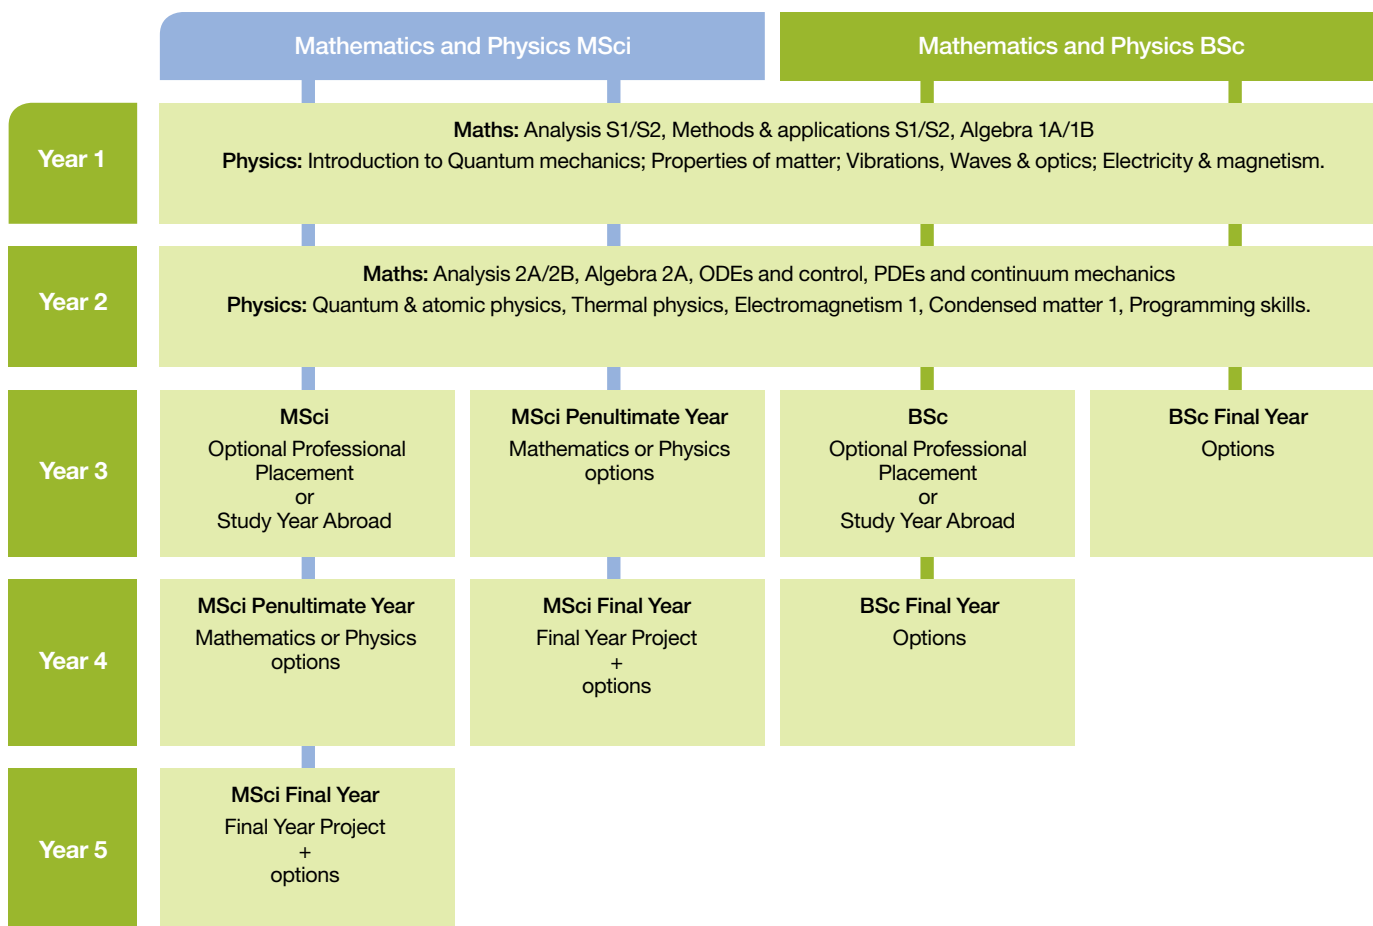 Mathematics and Physics MSci
Mathematics and Physics BSc
Year 1
Maths: Analysis S1/S2, Methods & applications S1/S2, Algebra 1A/1B
Physics: Introduction to Quantum mechanics; Properties of matter; Vibrations, Waves & optics; Electricity & magnetism.
Year 2
Maths: Analysis 2A/2B, Algebra 2A, ODEs and control, PDEs and continuum mechanics
Physics: Quantum & atomic physics, Thermal physics, Electromagnetism 1, Condensed matter 1, Programming skills.
Year 3
MSci
Optional Professional
Placement
or
Study Year Abroad
MSci Penultimate Year
Mathematics or Physics
options
BSc
Optional Professional
Placement
or
Study Year Abroad
BSc Final Year
Options
Year 4
MSci Penultimate Year
Mathematics or Physics
options
MSci Final Year
Final Year Project
+
options
BSc Final Year
Options
Year 5
MSci Final Year
Final Year Project
+
options